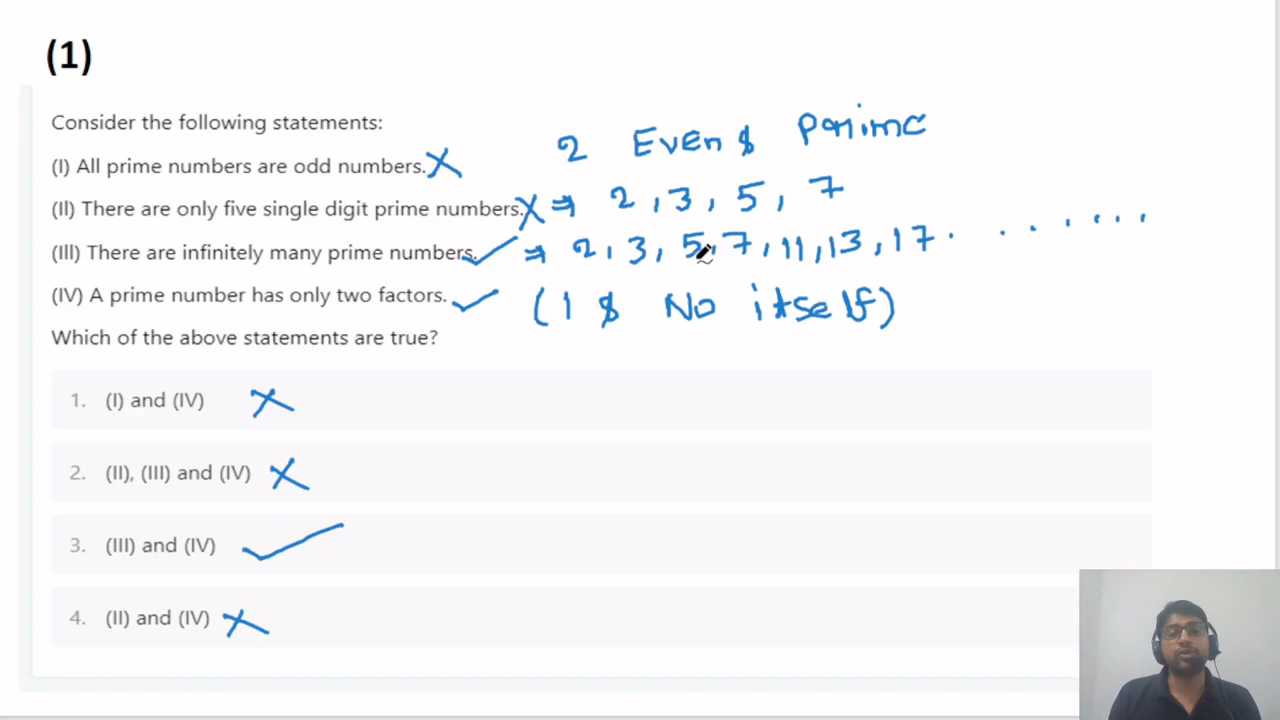 (1)
Consider the following statements:
2 Even & Prime
(I) All prime numbers are odd numbers. X
(II) There are only five single digit prime numbers. X ⇒ 2, 3, 5, 7
(III) There are infinitely many prime numbers. ✓ ⇒ 2, 3, 5, 7, 11, 13, 17. . . . . . . .
(IV) A prime number has only two factors. ✓ (1 & No itself)
Which of the above statements are true?
1. (I) and (IV) X
2. (II), (III) and (IV) X
3. (III) and (IV) ✓
4. (II) and (IV) X